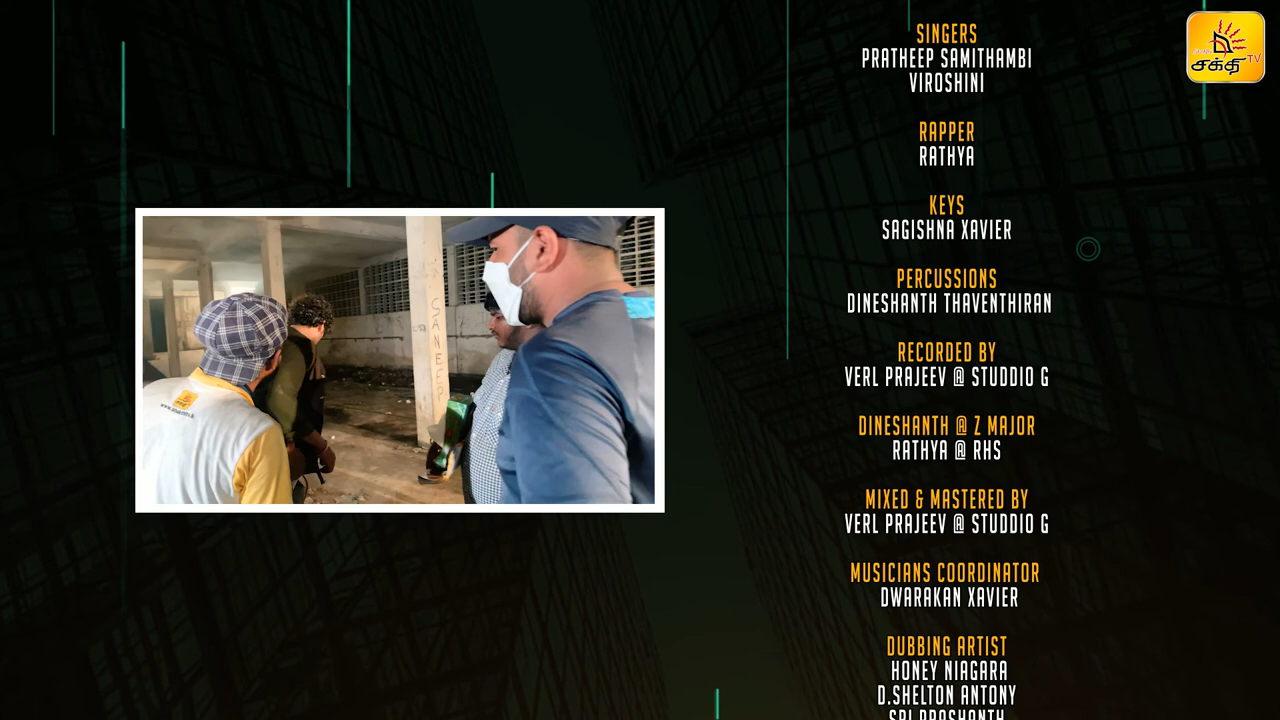 SINGERS
PRATHEEP SAMITHAMBI
VIROSHINI
RAPPER
RATHYA
KEYS
SAGISHNA XAVIER
PERCUSSIONS
DINESHANTH THAVENTHIRAN
RECORDED BY
VERL PRAJEEV @ STUDDIO G
DINESHANTH @ Z MAJOR
RATHYA @ RHS
MIXED & MASTERED BY
VERL PRAJEEV @ STUDDIO G
MUSICIANS COORDINATOR
DWARAKAN XAVIER
DUBBING ARTIST
HONEY NIAGARA
D.SHELTON ANTONY
SRI PRASHANTH
சக்தி TV